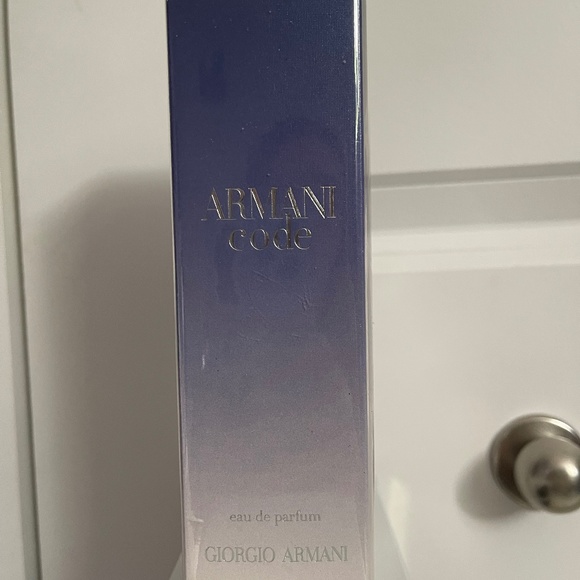 ARMANI
code
eau de parfum
GIORGIO ARMANI